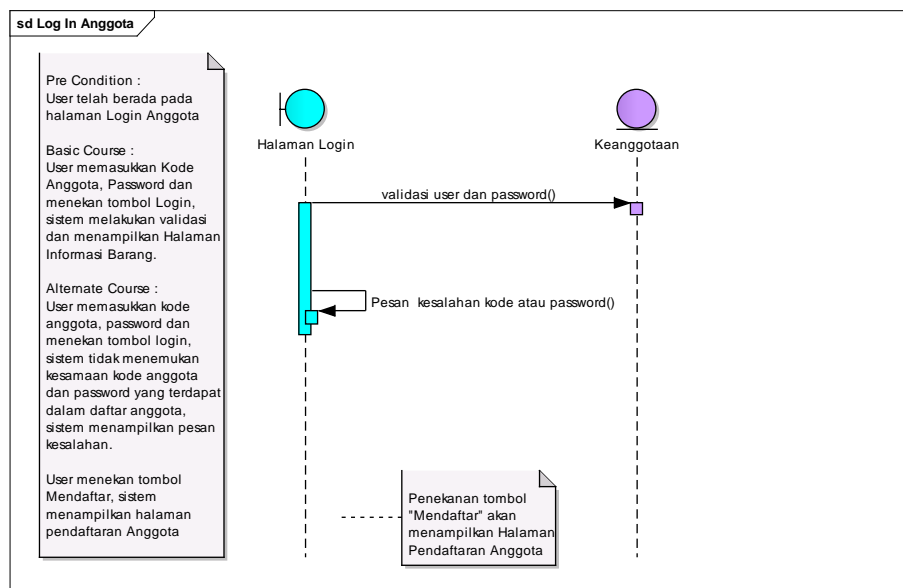 sd Log In Anggota
Pre Condition :
User telah berada pada
halaman Login Anggota
Basic Course :
User memasukkan Kode
Anggota, Password dan
menekan tombol Login,
sistem melakukan validasi
dan menampilkan Halaman
Informasi Barang.
Alternate Course :
User memasukkan kode
anggota, password dan
menekan tombol login,
sistem tidak menemukan
kesamaan kode anggota
dan password yang terdapat
dalam daftar anggota,
sistem menampilkan pesan
kesalahan.
User menekan tombol
Mendaftar, sistem
menampilkan halaman
pendaftaran Anggota
Halaman Login
Keanggotaan
validasi user dan password()
Pesan kesalahan kode atau password()
Penekanan tombol
"Mendaftar" akan
menampilkan Halaman
Pendaftaran Anggota